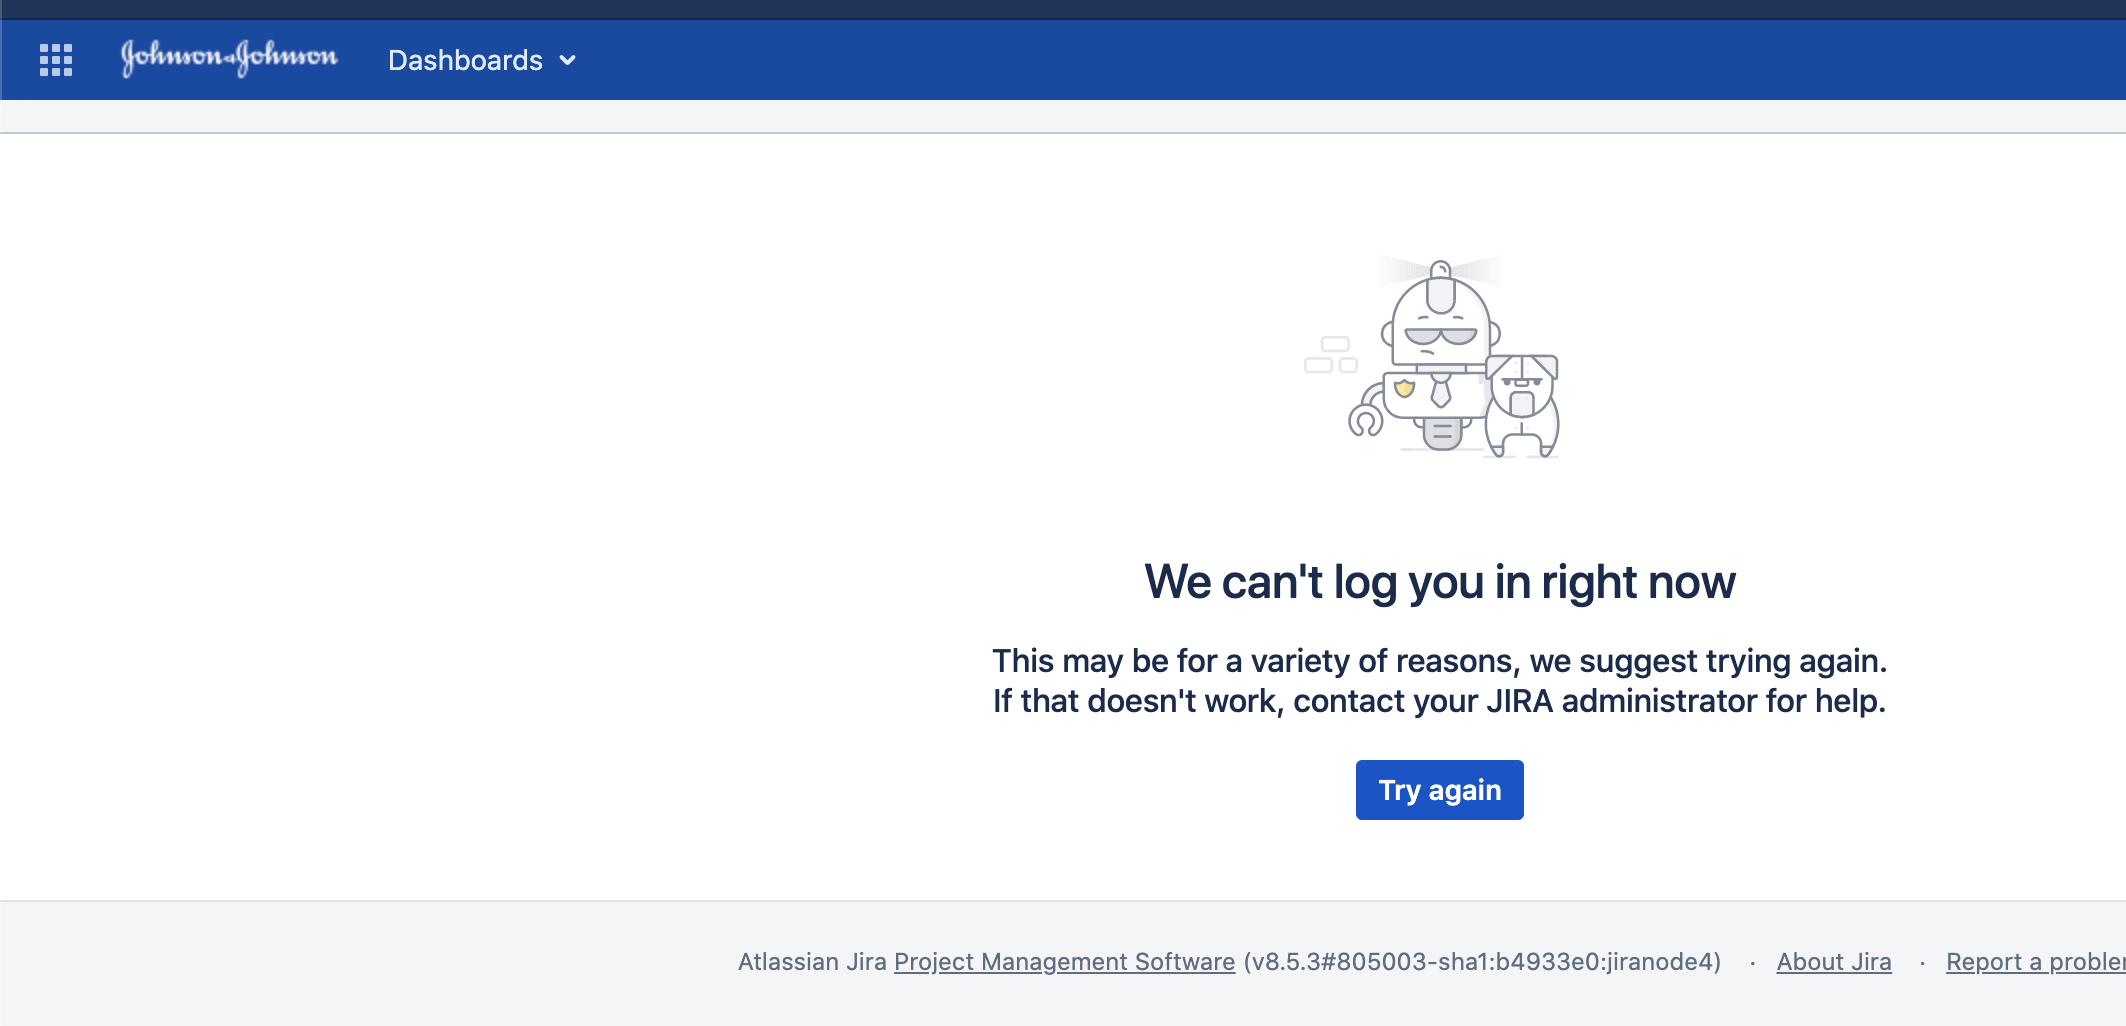 Johnson&Johnson Dashboards
We can't log you in right now
This may be for a variety of reasons, we suggest trying again.
If that doesn't work, contact your JIRA administrator for help.
Try again
Atlassian Jira Project Management Software (v8.5.3#805003-sha1:b4933e0:jiranode4) · About Jira · Report a